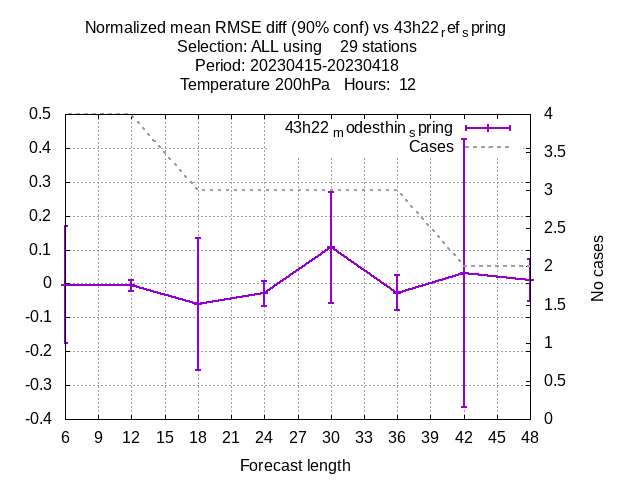 Normalized mean RMSE diff (90% conf) vs 43h22refspring
Selection: ALL using 29 stations
Period: 20230415-20230418
Temperature 200hPa Hours: 12
43h22modesthinspring
Cases
0.5
0.4
0.3
0.2
0.1
0
-0.1
-0.2
-0.3
-0.4
4
3.5
3
2.5
2
1.5
1
0.5
0
No cases
6 9 12 15 18 21 24 27 30 33 36 39 42 45 48
Forecast length